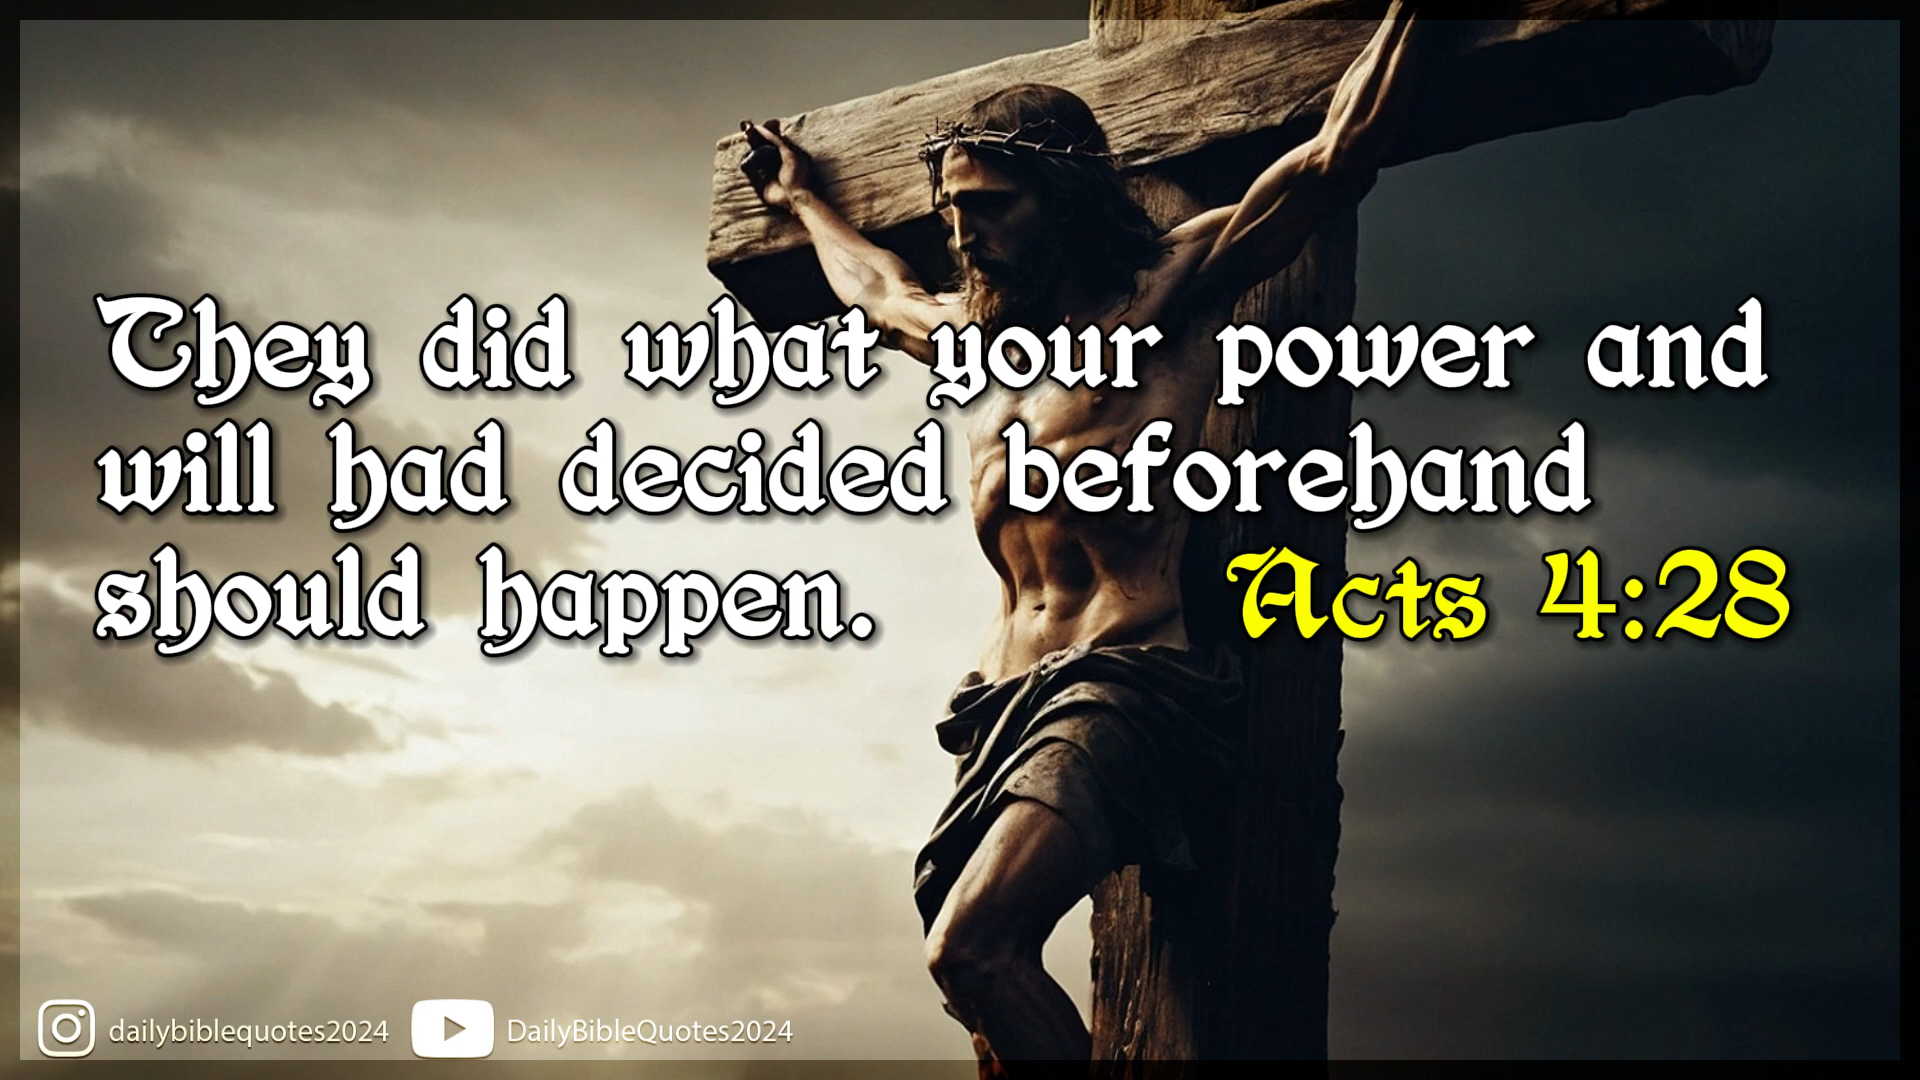 They did what your power and
will had decided beforehand
should happen. Acts 4:28
dailybiblequotes2024 DailyBibleQuotes2024